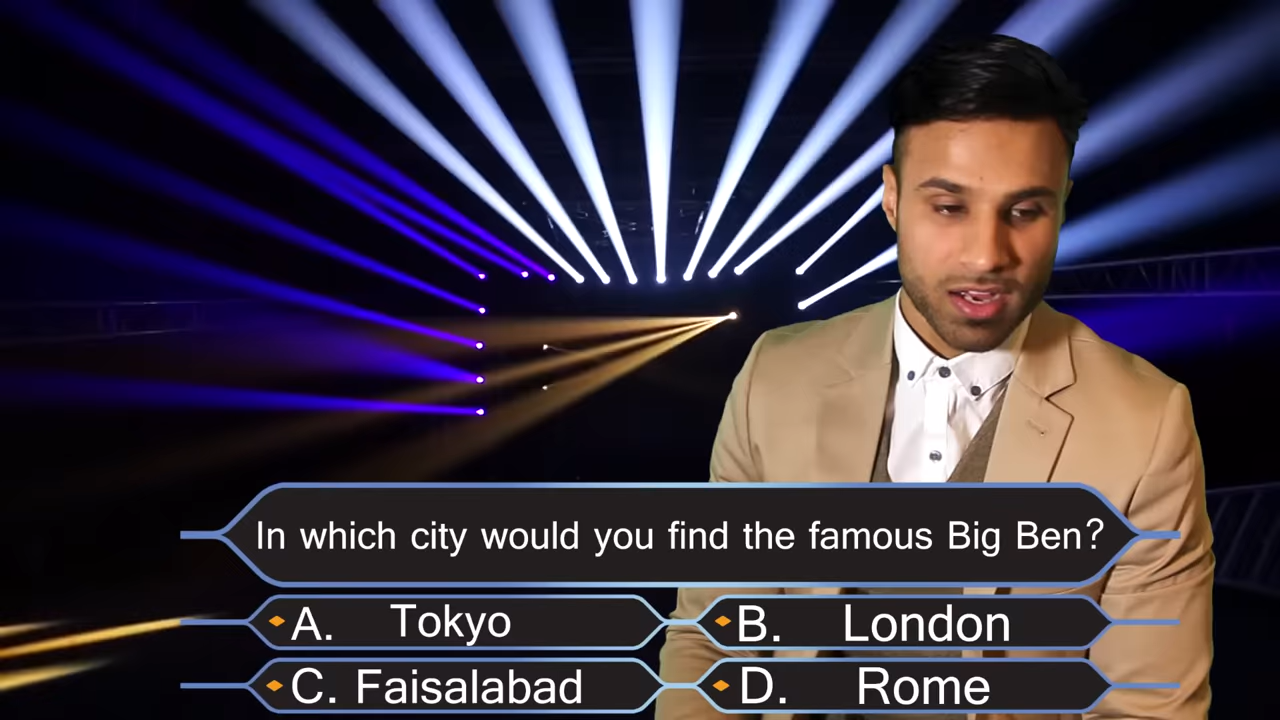 In which city would you find the famous Big Ben?
A. Tokyo
B. London
C. Faisalabad
D. Rome